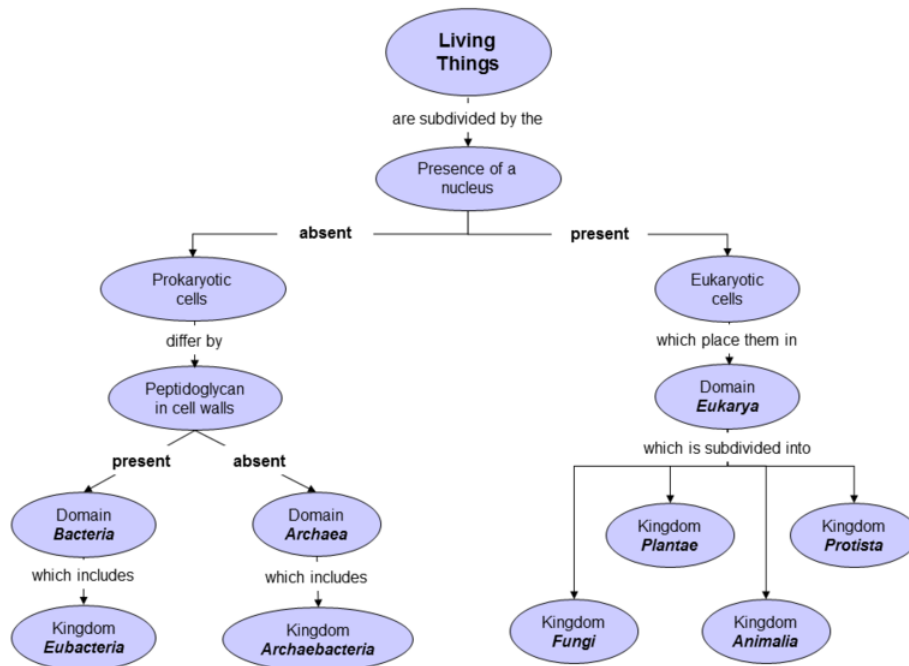 Living
Things
are subdivided by the
Presence of a
nucleus
absent
present
Prokaryotic
cells
Eukaryotic
cells
differ by
which place them in
Peptidoglycan
in cell walls
Domain
Eukarya
present
absent
which is subdivided into
Domain
Bacteria
Domain
Archaea
Kingdom
Plantae
Kingdom
Protista
which includes
which includes
Kingdom
Eubacteria
Kingdom
Archaebacteria
Kingdom
Fungi
Kingdom
Animalia